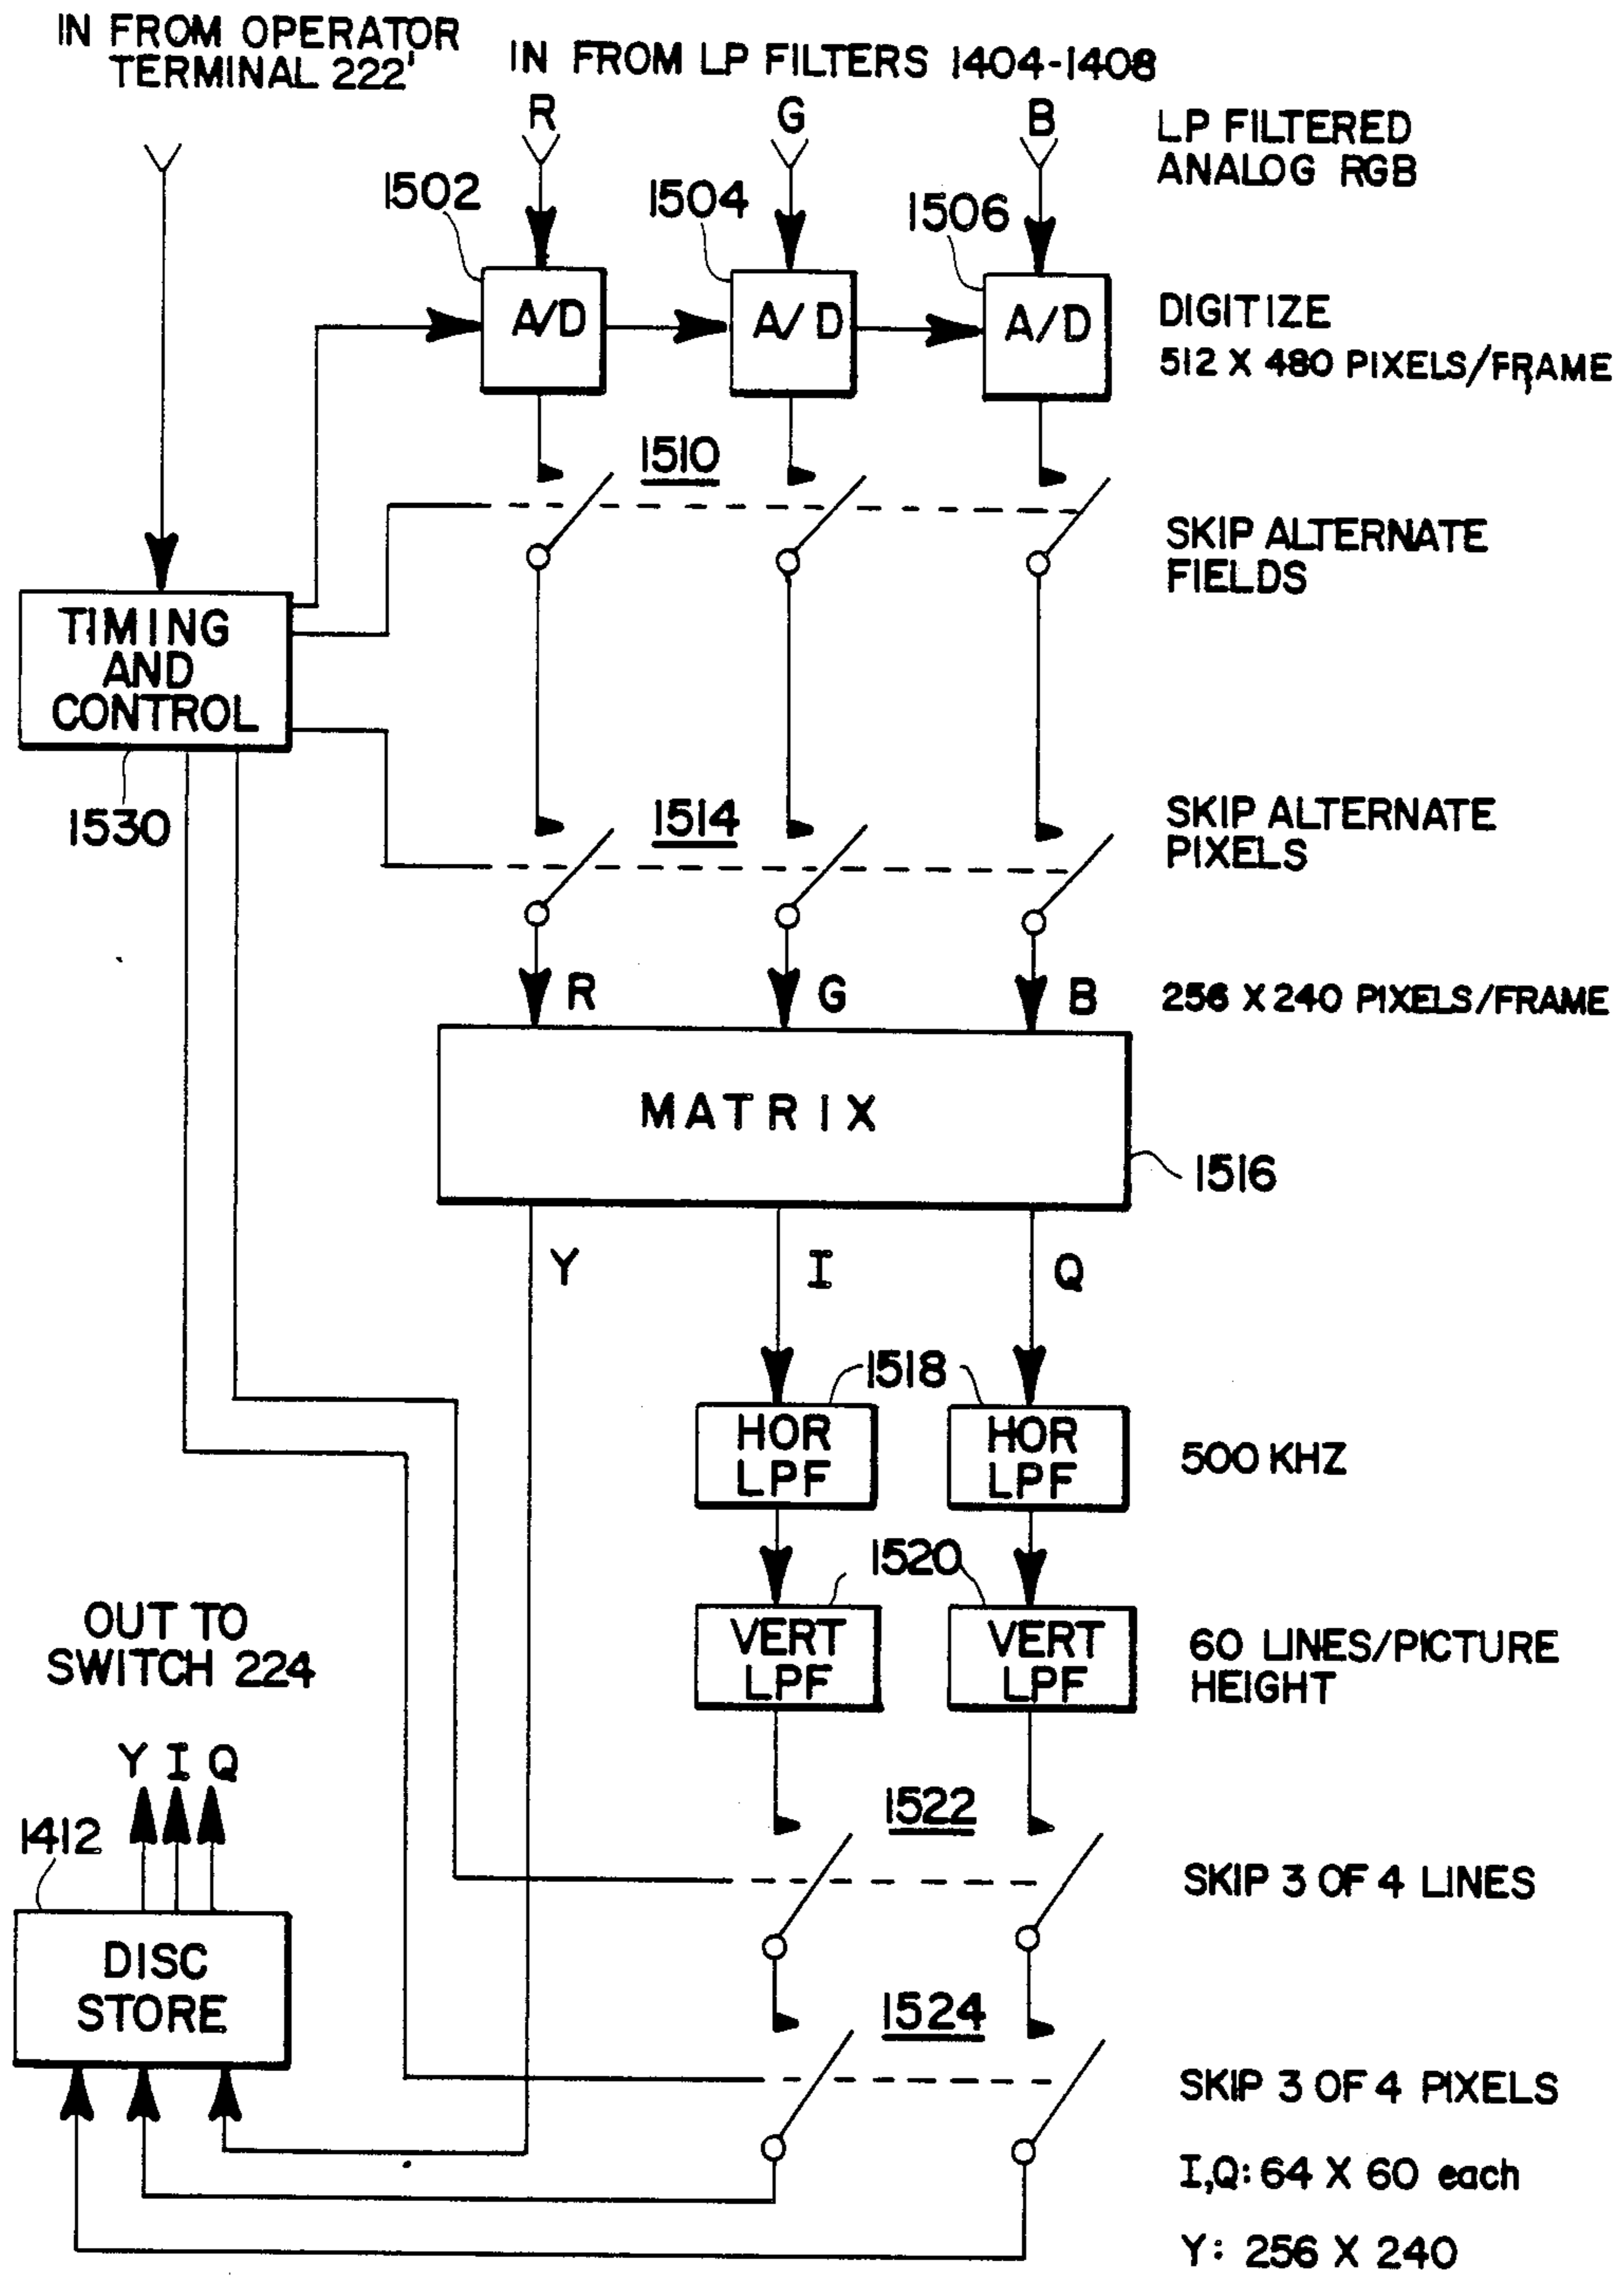 IN FROM OPERATOR
TERMINAL 222'
IN FROM LP FILTERS 1404-1408
R
G
B
LP FILTERED
ANALOG RGB
1502
1504
1506
A/D
A/D
A/D
DIGITIZE
512 X 480 PIXELS/FRAME
1510
SKIP ALTERNATE
FIELDS
TIMING
AND
CONTROL
1530
1514
SKIP ALTERNATE
PIXELS
R
G
B
256 X 240 PIXELS/FRAME
MATRIX
1516
Y
I
Q
1518
HOR
LPF
HOR
LPF
500 KHZ
1520
VERT
LPF
VERT
LPF
60 LINES/PICTURE
HEIGHT
OUT TO
SWITCH 224
Y I Q
1412
DISC
STORE
1522
SKIP 3 OF 4 LINES
1524
SKIP 3 OF 4 PIXELS
I,Q: 64 X 60 each
Y: 256 X 240